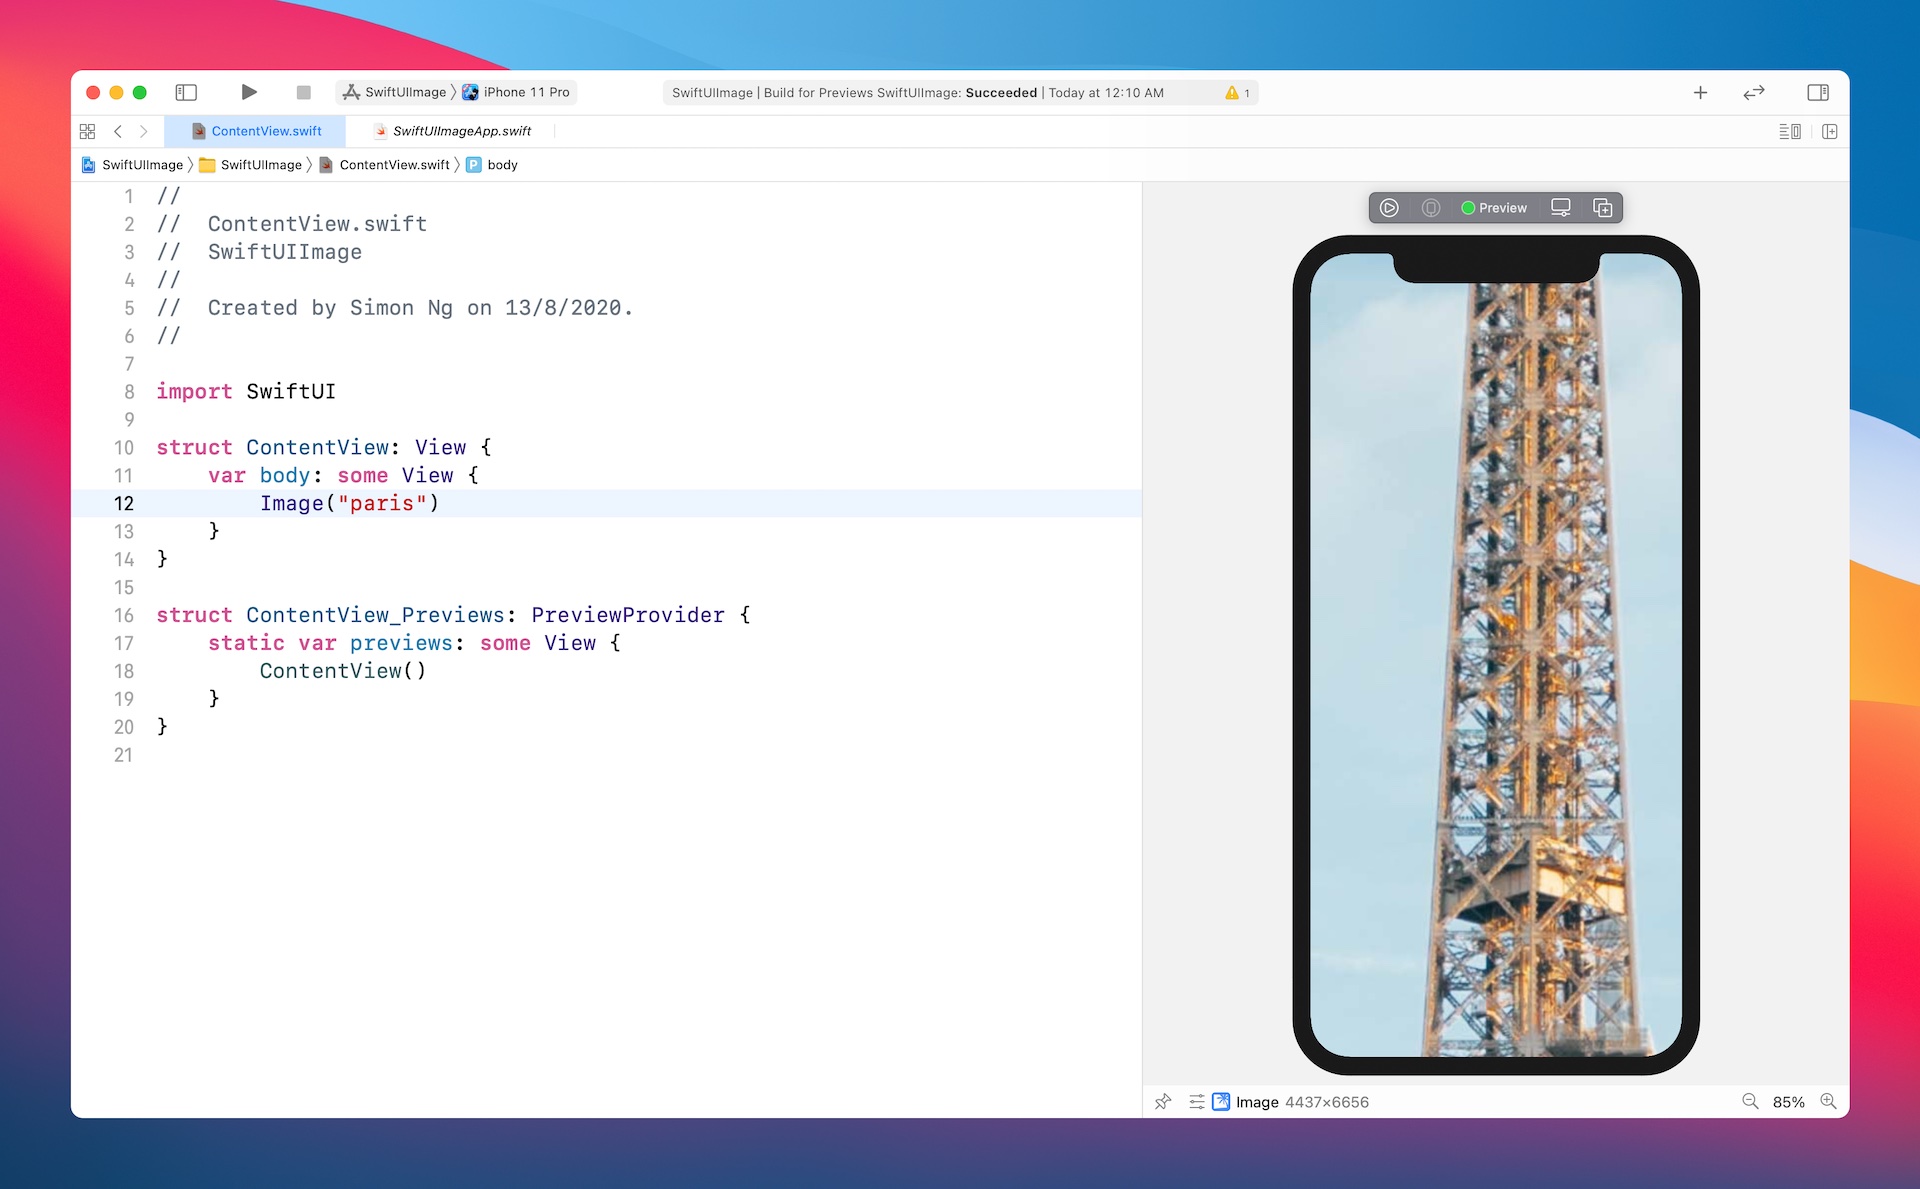 SwiftUIImage 〉 iPhone 11 Pro
SwiftUIImage | Build for Previews SwiftUIImage: Succeeded | Today at 12:10 AM 1
ContentView.swift
SwiftUIImageApp.swift
SwiftUIImage 〉 SwiftUIImage 〉 ContentView.swift 〉 P body
1 //
2 //  ContentView.swift
3 //  SwiftUIImage
4 //
5 //  Created by Simon Ng on 13/8/2020.
6 //
7
8 import SwiftUI
9
10 struct ContentView: View {
11     var body: some View {
12         Image("paris")
13     }
14 }
15
16 struct ContentView_Previews: PreviewProvider {
17     static var previews: some View {
18         ContentView()
19     }
20 }
21
Preview
Image 4437×6656
85%